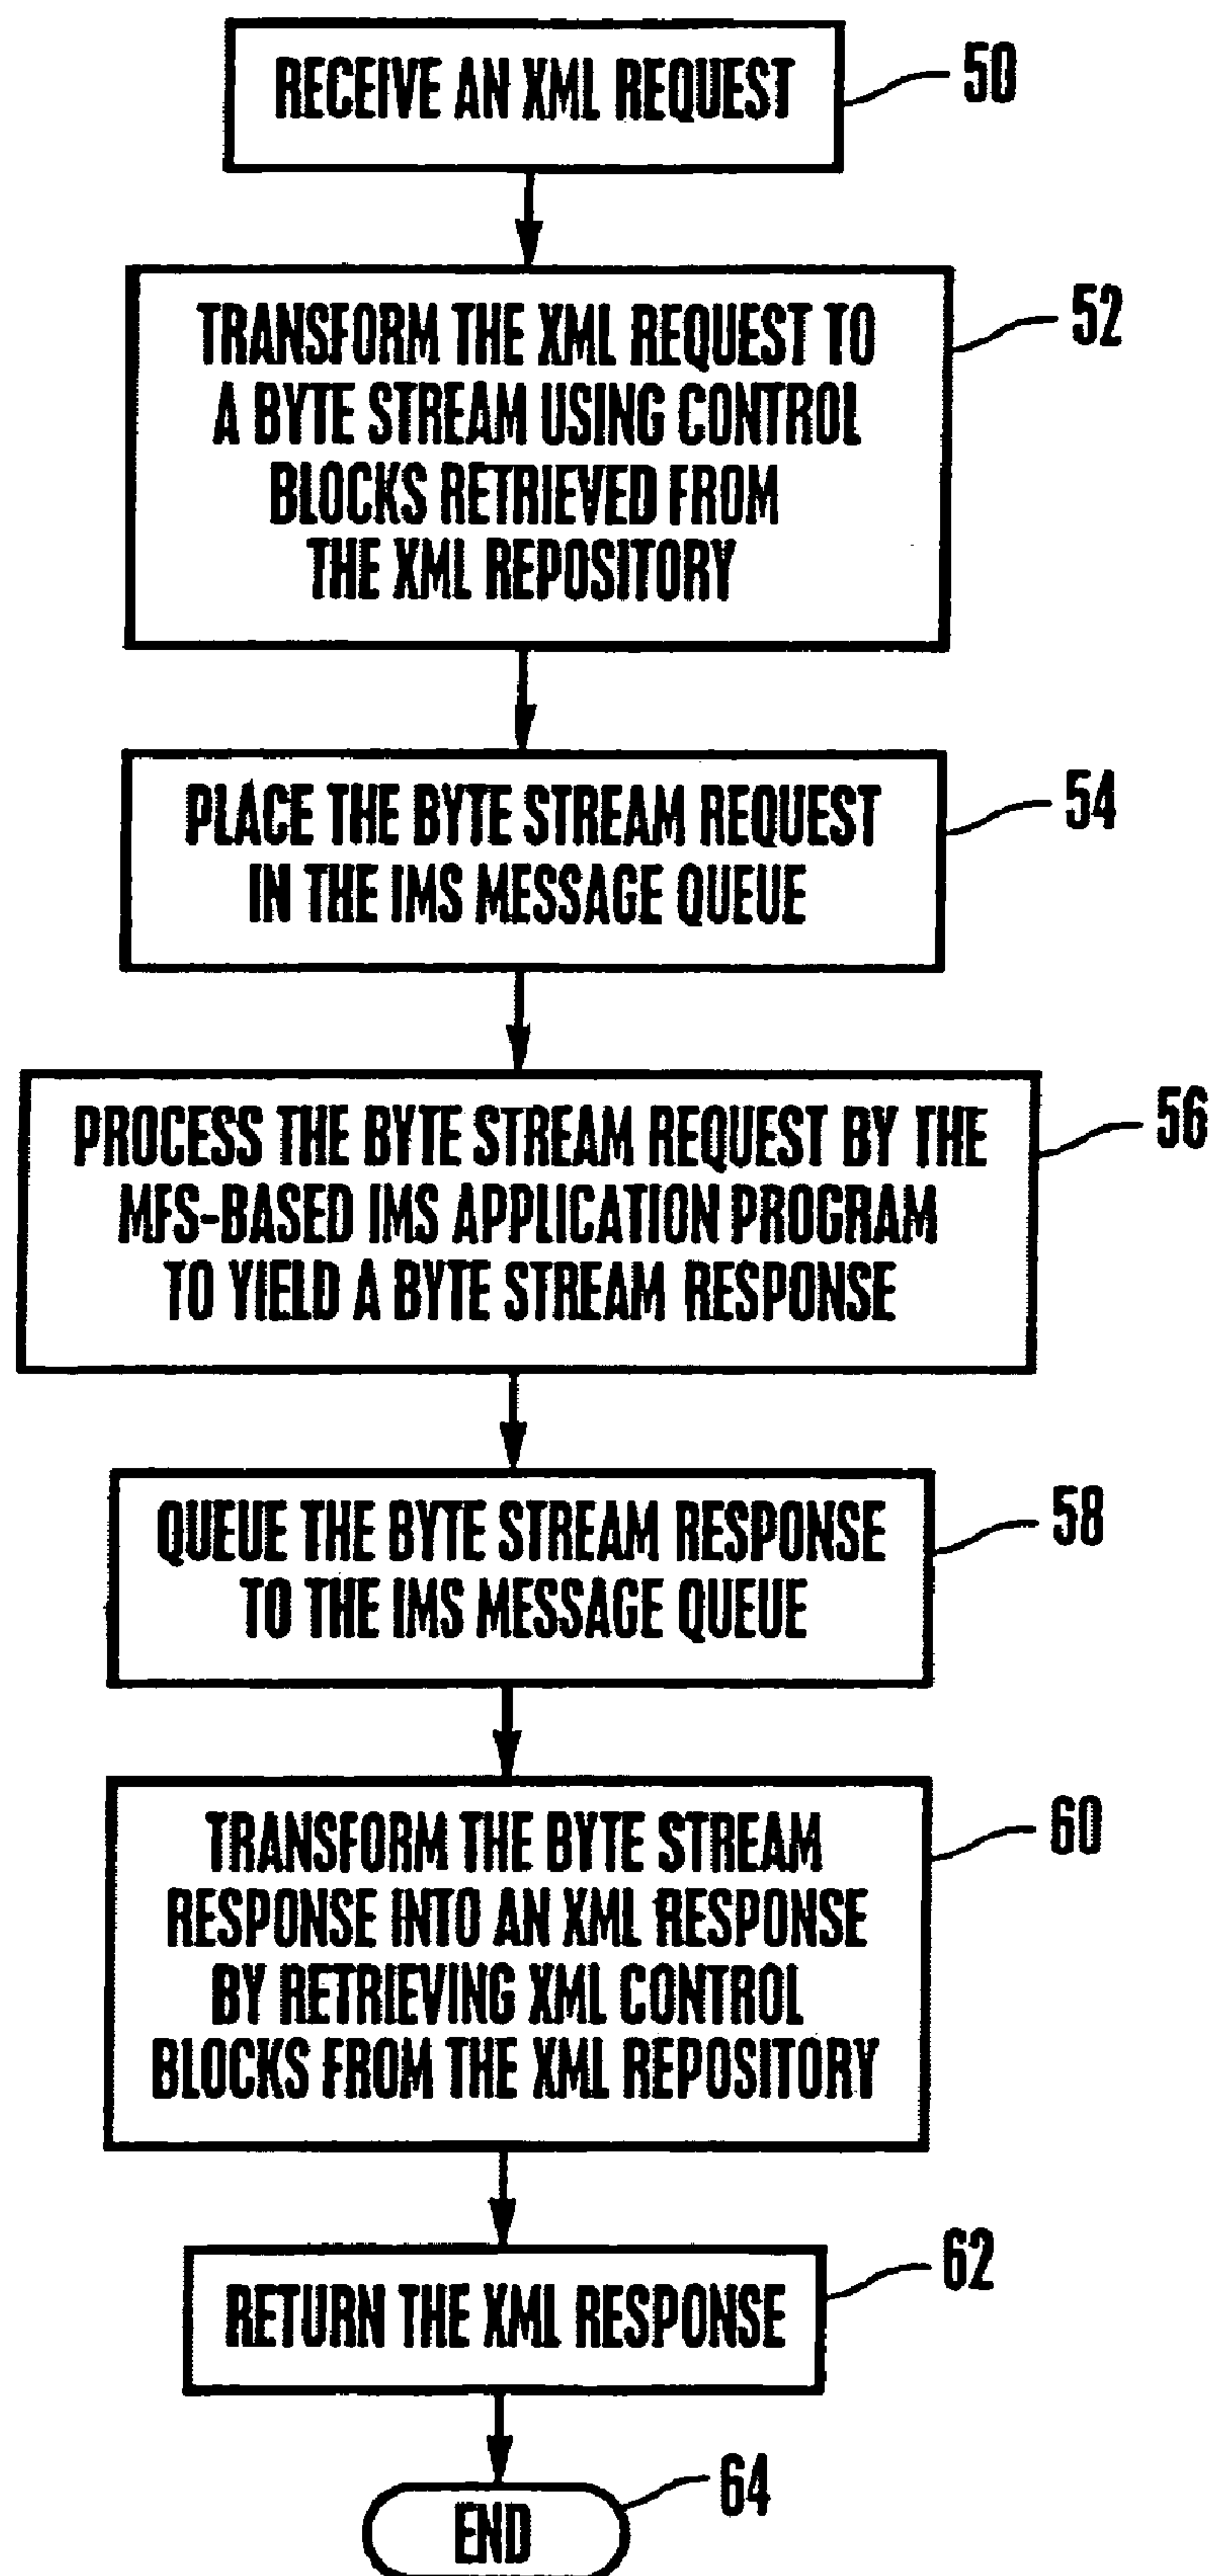 RECEIVE AN XML REQUEST
50
TRANSFORM THE XML REQUEST TO
A BYTE STREAM USING CONTROL
BLOCKS RETRIEVED FROM
THE XML REPOSITORY
52
PLACE THE BYTE STREAM REQUEST
IN THE IMS MESSAGE QUEUE
54
PROCESS THE BYTE STREAM REQUEST BY THE
MFS-BASED IMS APPLICATION PROGRAM
TO YIELD A BYTE STREAM RESPONSE
56
QUEUE THE BYTE STREAM RESPONSE
TO THE IMS MESSAGE QUEUE
58
TRANSFORM THE BYTE STREAM
RESPONSE INTO AN XML RESPONSE
BY RETRIEVING XML CONTROL
BLOCKS FROM THE XML REPOSITORY
60
RETURN THE XML RESPONSE
62
END
64